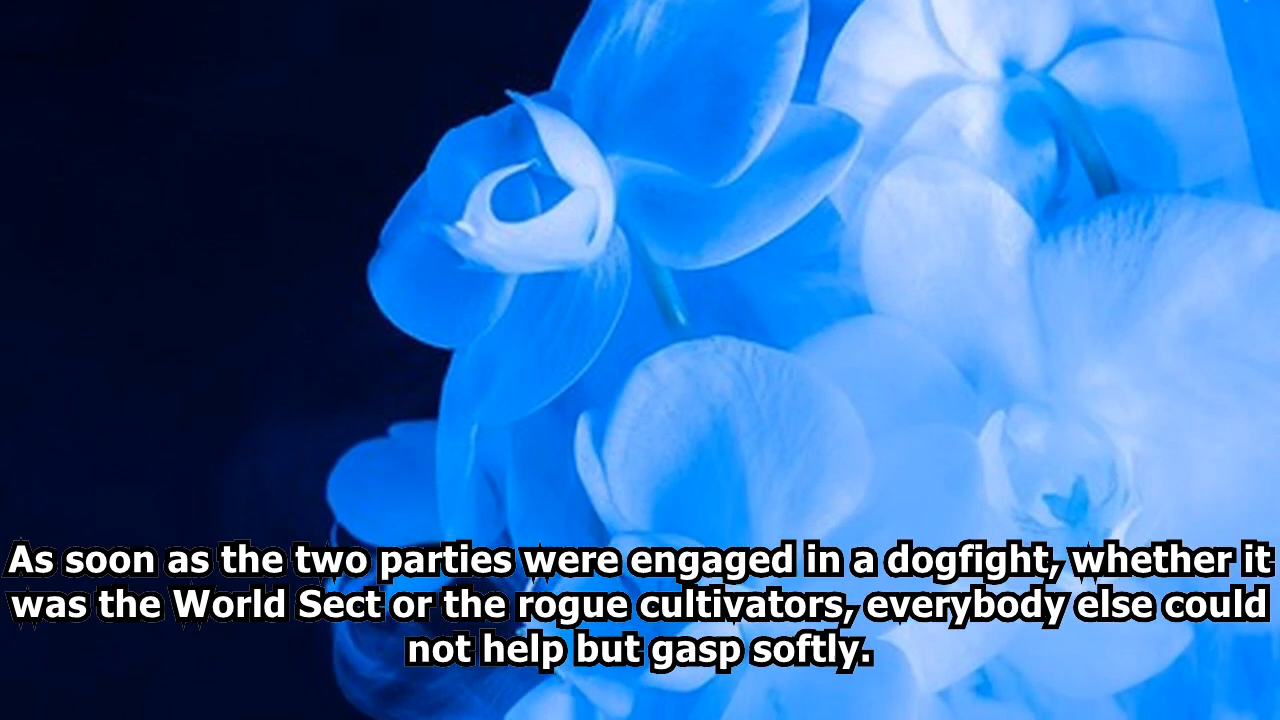 As soon as the two parties were engaged in a dogfight, whether it
was the World Sect or the rogue cultivators, everybody else could
not help but gasp softly.